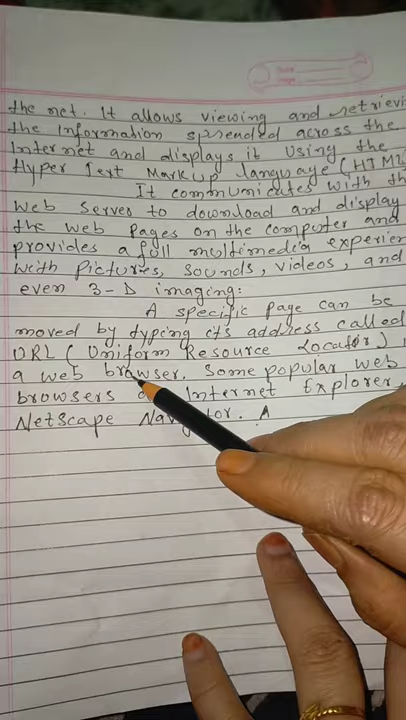 the net. It allows viewing and retrievi
the Information spreaded across the
Internet and displays it using the
Hyper Text Markup language (HTML
It communicates with th
Web Server to download and display
the web pages on the computer and
provides a full multimedia experien
with pictures, sounds, videos, and
even 3-D imaging:
A specific page can be
moved by typing its address called
URL (Uniform Resource Locator) i
a web browser. Some popular web
browsers Internet Explorer,
Netscape Navigator. A